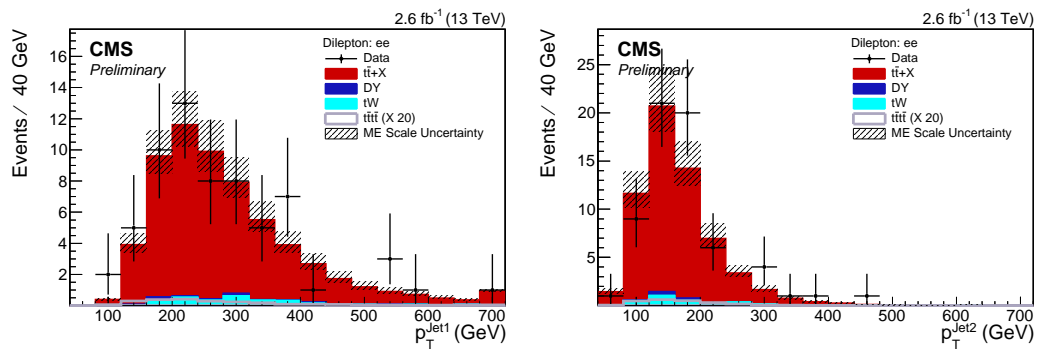 2.6 fb⁻¹ (13 TeV)
CMS
Preliminary
Dilepton: ee
Data
tt̄+X
DY
tW
tt̄tt̄ (X 20)
ME Scale Uncertainty
Events / 40 GeV
16
14
12
10
8
6
4
2
0 100 200 300 400 500 600 700
p_T^Jet1 (GeV)
2.6 fb⁻¹ (13 TeV)
CMS
Preliminary
Dilepton: ee
Data
tt̄+X
DY
tW
tt̄tt̄ (X 20)
ME Scale Uncertainty
Events / 40 GeV
25
20
15
10
5
100 200 300 400 500 600 700
p_T^Jet2 (GeV)